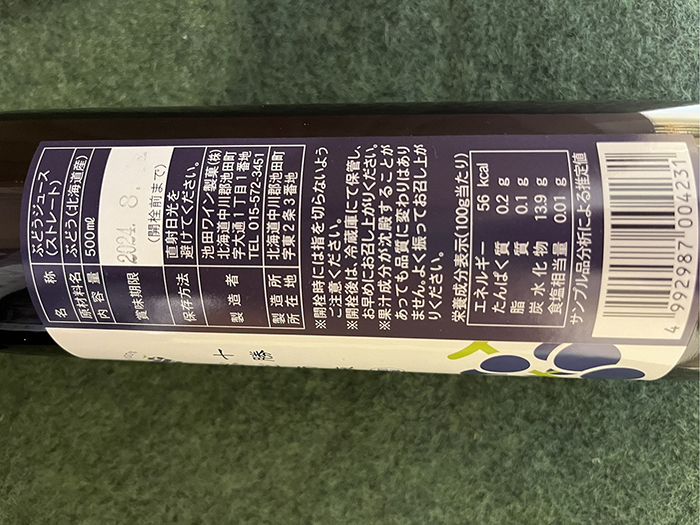 名 称 ぶどうジュース
(ストレート)
原材料名 ぶどう(北海道産)
内容量 500mℓ
賞味期限 2024. 8.
(開栓前まで)
保存方法 直射日光を
避けてください。
製造者 池田ワイン製菓(株)
北海道中川郡池田町
字大通1丁目1番地
TEL 015-572-3451
製造所所在地 北海道中川郡池田町
字東2条3番地
※開栓時には指を切らないよう
ご注意ください。
※開栓後は、冷蔵庫にて保管し、
お早めにお召し上がりください。
※果汁成分が沈殿することが
あっても品質に変わりはあり
ません。よく振ってお召し上が
りください。
栄養成分表示(100g当たり)
エネルギー 56 kcal
たんぱく質 0.2 g
脂質 0.1 g
炭水化物 13.9 g
食塩相当量 0.01 g
サンプル品分析による推定値
4 992987 004231
十勝